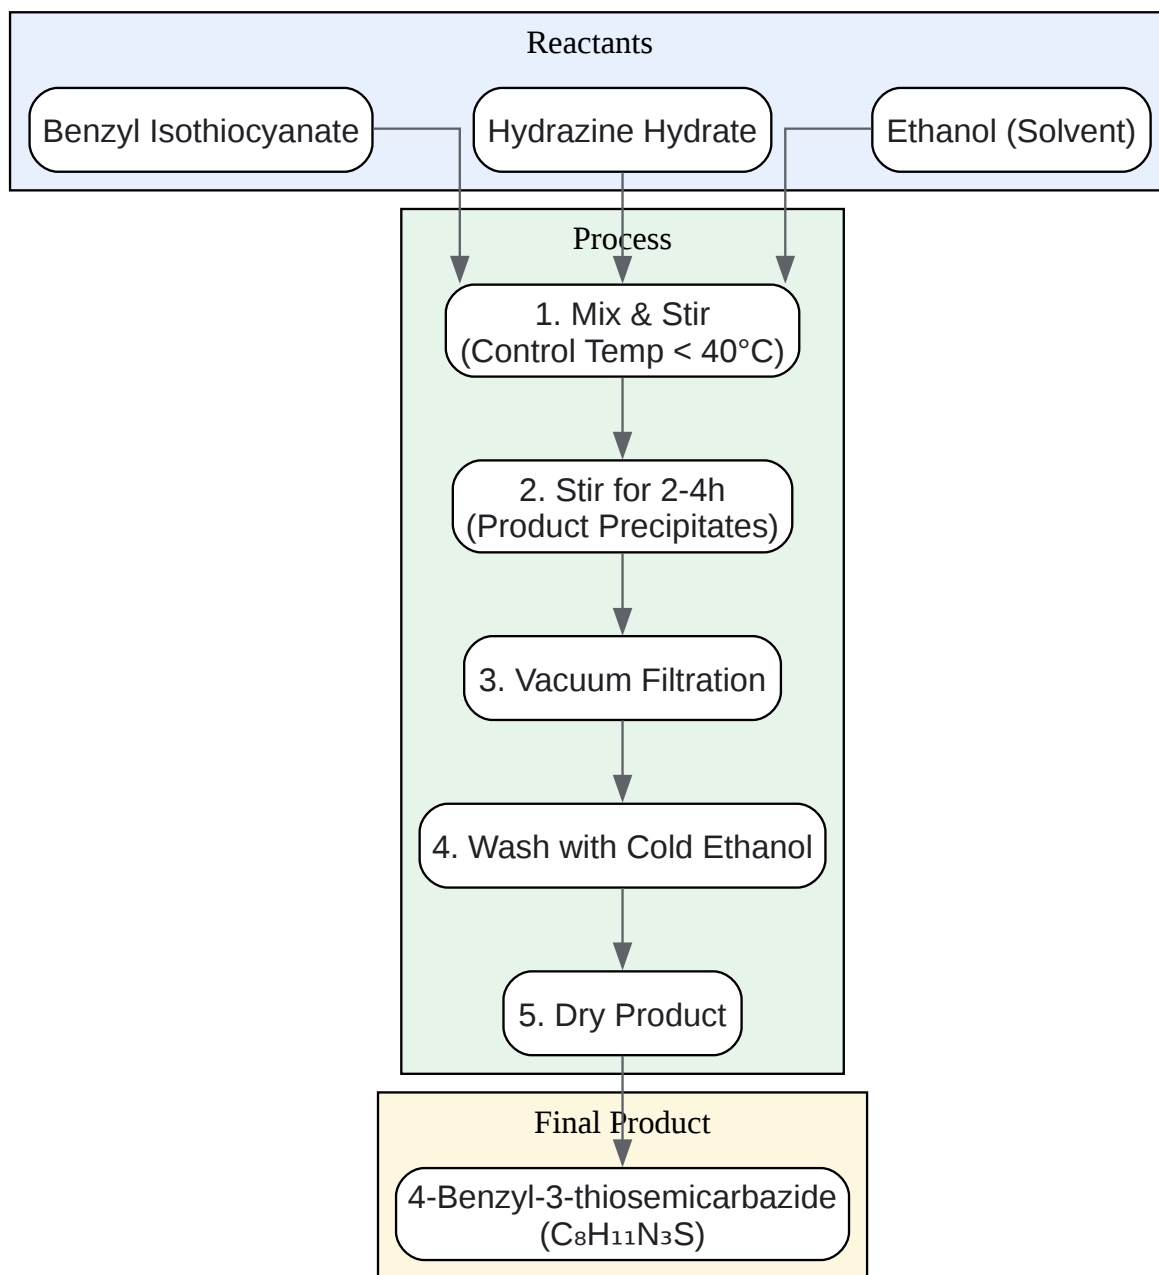 Reactants
Benzyl Isothiocyanate
Hydrazine Hydrate
Ethanol (Solvent)
Process
1. Mix & Stir
(Control Temp < 40°C)
2. Stir for 2-4h
(Product Precipitates)
3. Vacuum Filtration
4. Wash with Cold Ethanol
5. Dry Product
Final Product
4-Benzyl-3-thiosemicarbazide
(C₈H₁₁N₃S)